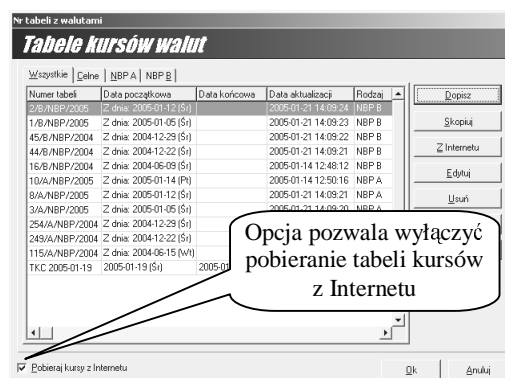 Nr tabeli z walutami
Tabele kursów walut
Wszystkie Celne NBP A NBP B
Numer tabeli Data początkowa Data końcowa Data aktualizacji Rodzaj
2/B/NBP/2005 Z dnia: 2005-01-12 (Śr) 2005-01-21 14:09:24 NBP B
1/B/NBP/2005 Z dnia: 2005-01-05 (Śr) 2005-01-21 14:09:23 NBP B
45/B/NBP/2004 Z dnia: 2004-12-29 (Śr) 2005-01-21 14:09:22 NBP B
44/B/NBP/2004 Z dnia: 2004-12-22 (Śr) 2005-01-21 14:09:21 NBP B
16/B/NBP/2004 Z dnia: 2004-06-09 (Śr) 2005-01-14 12:48:12 NBP B
10/A/NBP/2005 Z dnia: 2005-01-14 (Pt) 2005-01-14 12:50:16 NBP A
8/A/NBP/2005 Z dnia: 2005-01-12 (Śr) 2005-01-21 14:09:21 NBP A
3/A/NBP/2005 Z dnia: 2005-01-05 (Śr) 2005-01-21 14:09:20 NBP A
254/A/NBP/2004 Z dnia: 2004-12-29 (Śr)
249/A/NBP/2004 Z dnia: 2004-12-22 (Śr)
115/A/NBP/2004 Z dnia: 2004-06-15 (Wt)
TKC 2005-01-19 2005-01-19 (Śr) 2005-01
Dopisz
Skopiuj
Z Internetu
Edytuj
Usuń
Opcja pozwala wyłączyć
pobieranie tabeli kursów
z Internetu
Pobieraj kursy z Internetu
Ok Anuluj